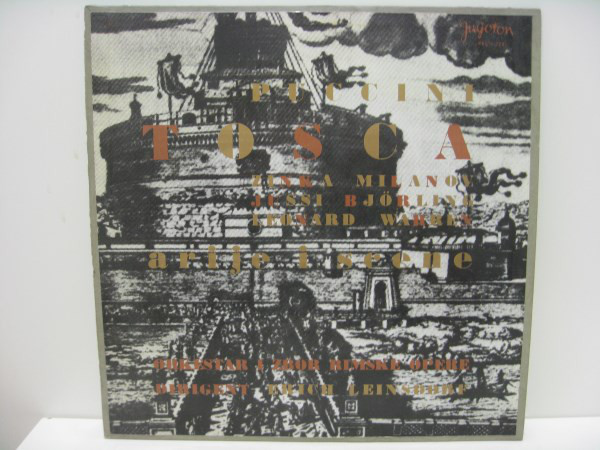 Jugoton
PUCCINI
TOSCA
ZINKA MILANOV
JUSSI BJÖRLING
LEONARD WARREN
arije i scene
ORKESTAR I ZBOR RIMSKE OPERE
DIRIGENT ERICH LEINSDORF